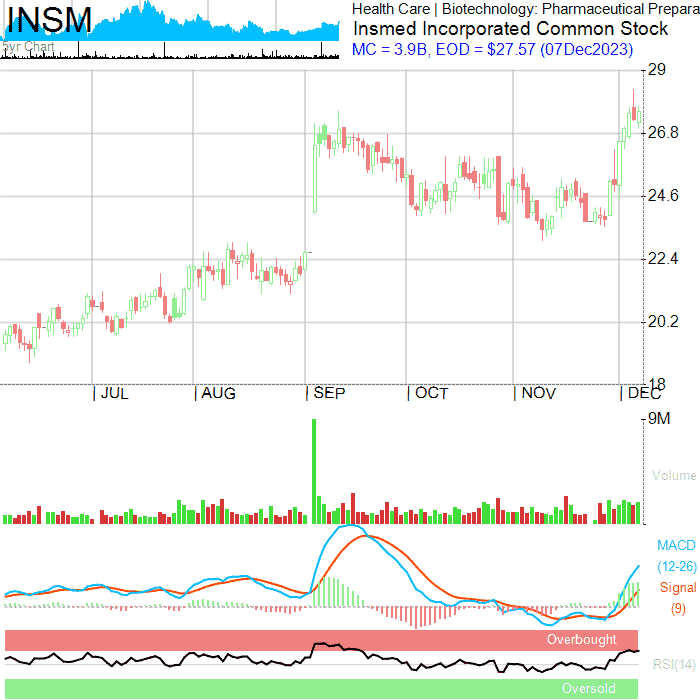 INSM
5yr Chart
Health Care | Biotechnology: Pharmaceutical Prepara
Insmed Incorporated Common Stock
MC = 3.9B, EOD = $27.57 (07Dec2023)
29
26.8
24.6
22.4
20.2
18
| JUL | AUG | SEP | OCT | NOV | DEC
9M
Volume
MACD
(12-26)
Signal
(9)
Overbought
RSI(14)
Oversold